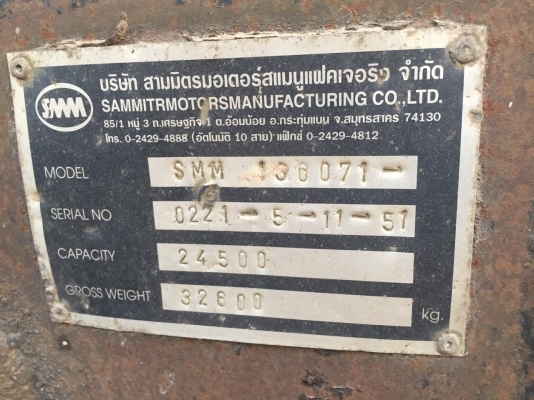 SMM
บริษัท สามมิตรมอเตอร์สแมนูแฟคเจอริง จำกัด
SAMMITRMOTORSMANUFACTURING CO.,LTD.
85/1 หมู่ 3 ถ.เศรษฐกิจ 1 ต.อ้อมน้อย อ.กระทุ่มแบน จ.สมุทรสาคร 74130
โทร. 0-2429-4888 (อัตโนมัติ 10 สาย) แฟ็กซ์ 0-2429-4812
MODEL SMM
SERIAL NO 0221-5-11-51
CAPACITY 24500
GROSS WEIGHT 32600 kg.